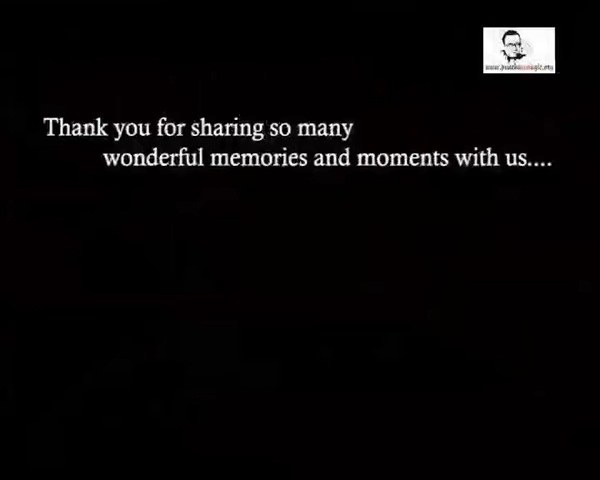 Thank you for sharing so many
wonderful memories and moments with us....